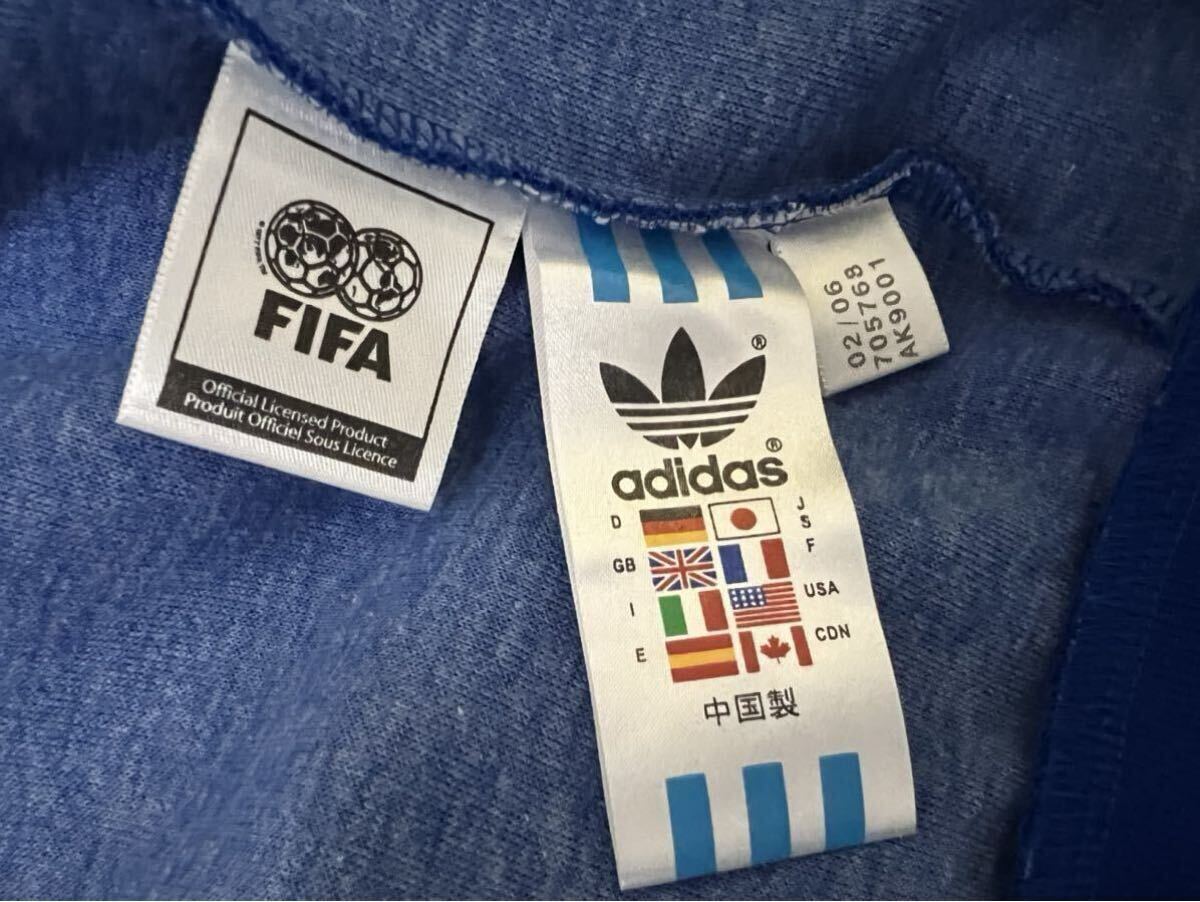 FIFA
Official Licensed Product
Produit Officiel Sous Licence
®
adidas®
D
J
S
GB
F
I
USA
E
CDN
中国製
02/06
705768
AK9001